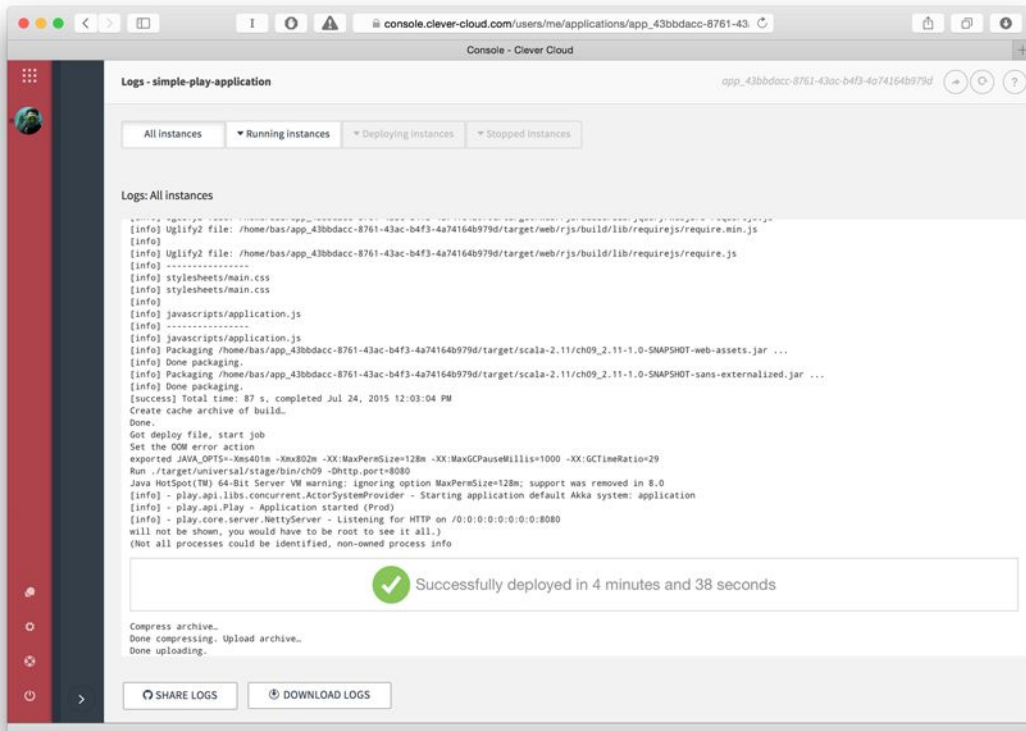 console.clever-cloud.com/users/me/applications/app_43bbdacc-8761-43
Console - Clever Cloud
Logs - simple-play-application
app_43bbdacc-8761-43ac-b4f3-4a74164b979d
All instances
Running instances
Deploying instances
Stopped instances
Logs: All instances
[info] Uglify2 file: /home/bas/app_43bbdacc-8761-43ac-b4f3-4a74164b979d/target/web/rjs/build/lib/requirejs/require.min.js
[info]
[info] Uglify2 file: /home/bas/app_43bbdacc-8761-43ac-b4f3-4a74164b979d/target/web/rjs/build/lib/requirejs/require.js
[info] ----------------
[info] stylesheets/main.css
[info] stylesheets/main.css
[info]
[info] javascripts/application.js
[info] ----------------
[info] javascripts/application.js
[info] Packaging /home/bas/app_43bbdacc-8761-43ac-b4f3-4a74164b979d/target/scala-2.11/ch09_2.11-1.0-SNAPSHOT-web-assets.jar ...
[info] Done packaging.
[info] Packaging /home/bas/app_43bbdacc-8761-43ac-b4f3-4a74164b979d/target/scala-2.11/ch09_2.11-1.0-SNAPSHOT-sans-externalized.jar ...
[info] Done packaging.
[success] Total time: 87 s, completed Jul 24, 2015 12:03:04 PM
Create cache archive of build…
Done.
Got deploy file, start job
Set the OOM error action
exported JAVA_OPTS=-Xms401m -Xmx802m -XX:MaxPermSize=128m -XX:MaxGCPauseMillis=1000 -XX:GCTimeRatio=29
Run ./target/universal/stage/bin/ch09 -Dhttp.port=8080
Java HotSpot(TM) 64-Bit Server VM warning: ignoring option MaxPermSize=128m; support was removed in 8.0
[info] - play.api.libs.concurrent.ActorSystemProvider - Starting application default Akka system: application
[info] - play.api.Play - Application started (Prod)
[info] - play.core.server.NettyServer - Listening for HTTP on /0:0:0:0:0:0:0:0:8080
will not be shown, you would have to be root to see it all.)
(Not all processes could be identified, non-owned process info
Successfully deployed in 4 minutes and 38 seconds
Compress archive…
Done compressing. Upload archive…
Done uploading.
SHARE LOGS
DOWNLOAD LOGS